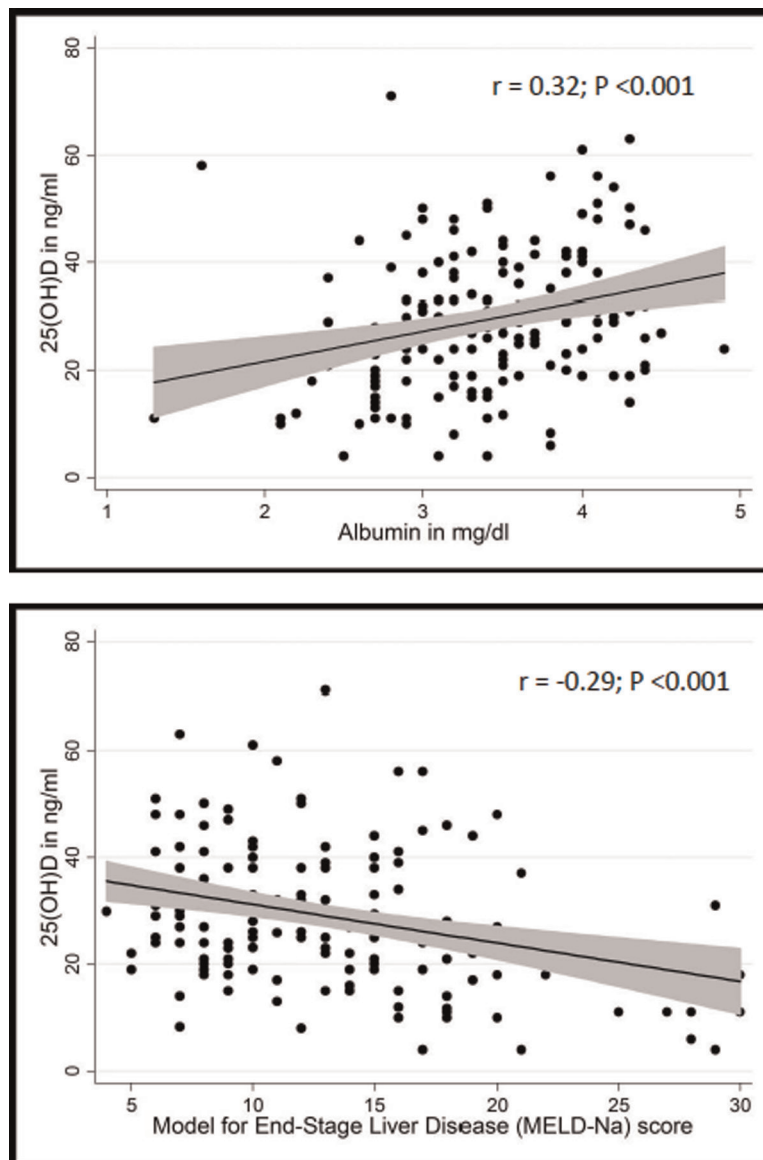 80
60
40
20
0
25(OH)D in ng/ml
r = 0.32; P <0.001
1 2 3 4 5
Albumin in mg/dl
80
60
40
20
0
25(OH)D in ng/ml
r = -0.29; P <0.001
5 10 15 20 25 30
Model for End-Stage Liver Disease (MELD-Na) score